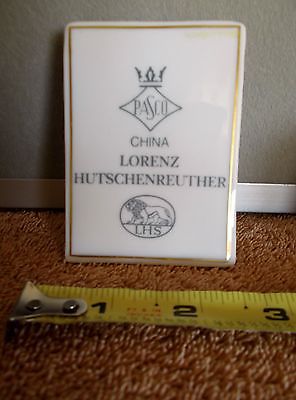 PASCO
CHINA
LORENZ
HUTSCHENREUTHER
LHS
1 2 3